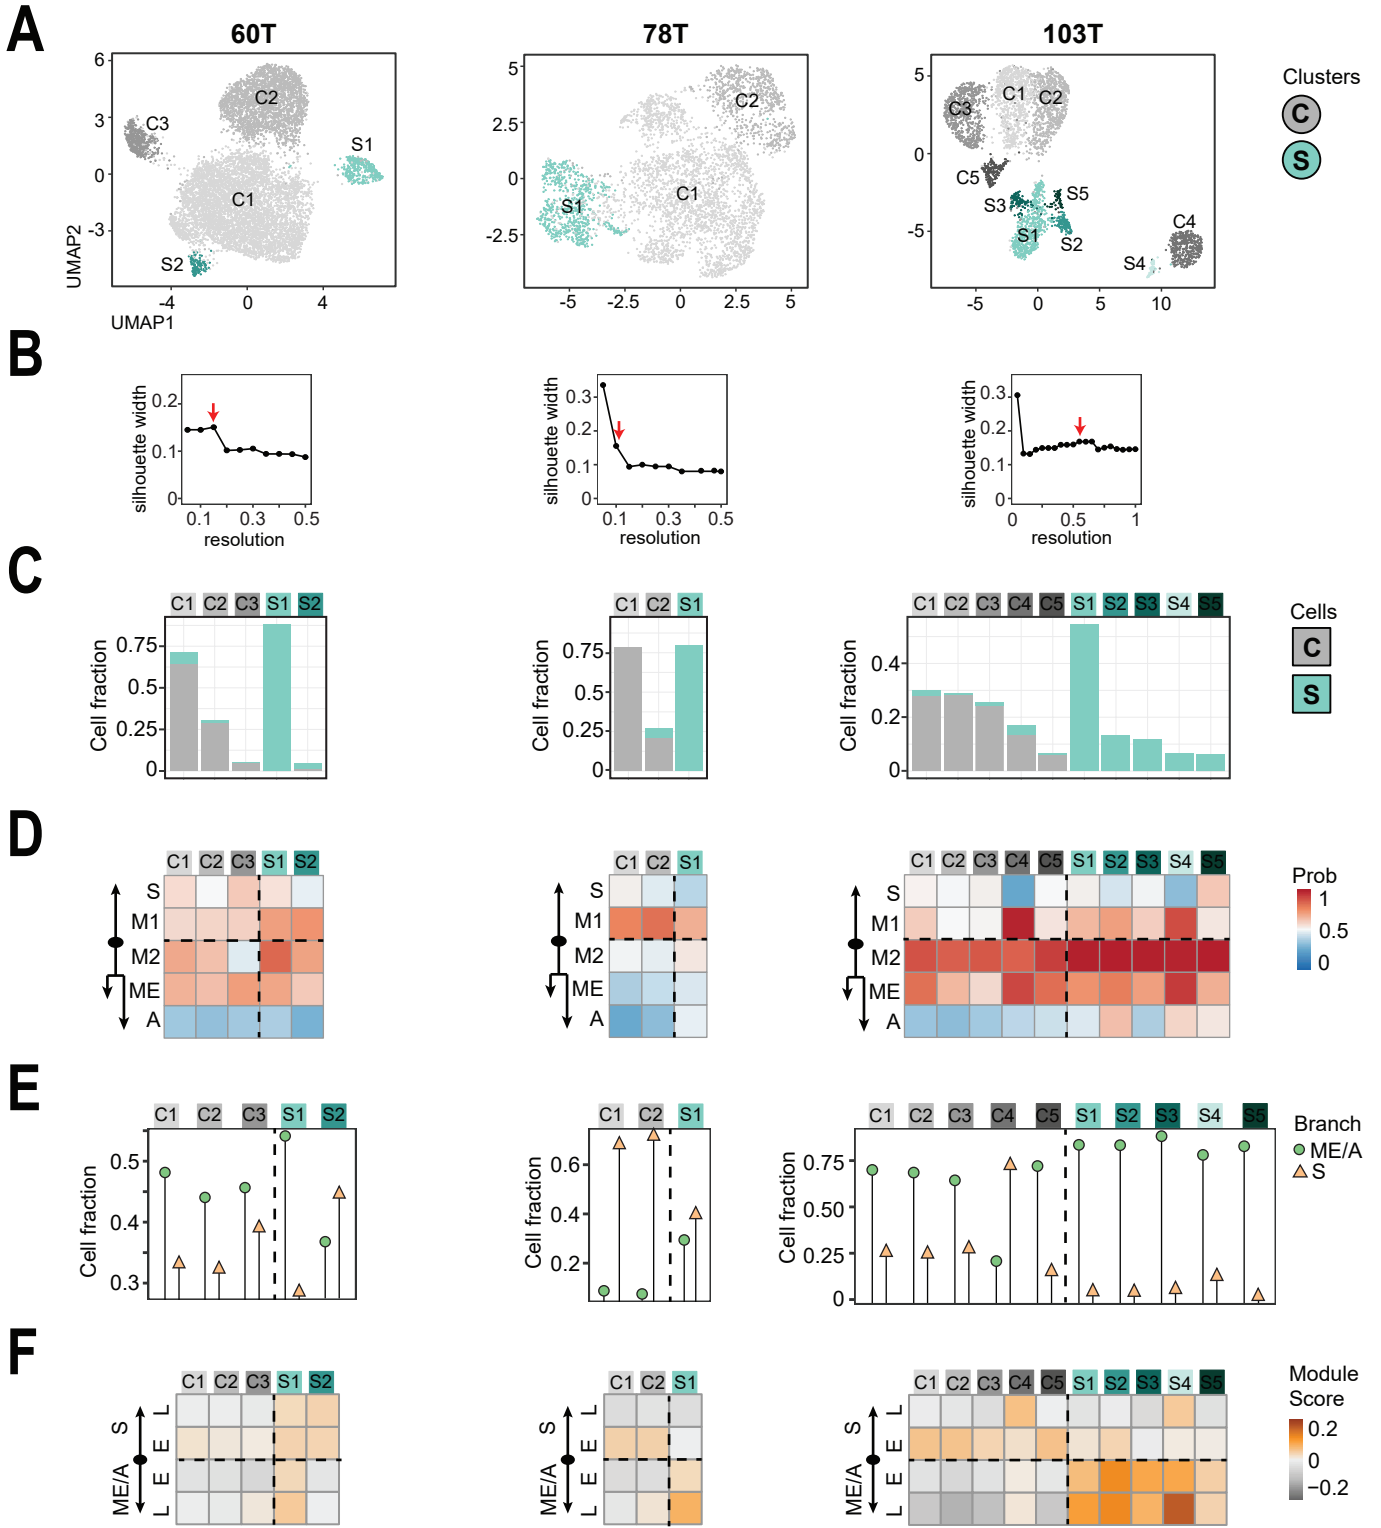 A
60T
78T
103T
6
3
0
-3
-4
0
4
UMAP2
UMAP1
C1
C2
C3
S1
S2
5
2.5
0
-2.5
-5
-2.5
0
2.5
5
C1
C2
S1
5
0
-5
-5
0
5
10
C3
C1
C2
C5
S3
S5
S1
S2
S4
C4
Clusters
C
S
B
silhouette width
0.2
0.1
0
0.1
0.3
0.5
resolution
silhouette width
0.3
0.2
0.1
0
0.1
0.3
0.5
resolution
silhouette width
0.3
0.2
0.1
0
0
0.5
1
resolution
C
C1 C2 C3 S1 S2
Cell fraction
0.75
0.5
0.25
0
C1 C2 S1
Cell fraction
0.75
0.5
0.25
0
C1 C2 C3 C4 C5 S1 S2 S3 S4 S5
Cell fraction
0.4
0.2
0
Cells
C
S
D
C1 C2 C3 S1 S2
S
M1
M2
ME
A
C1 C2 S1
S
M1
M2
ME
A
C1 C2 C3 C4 C5 S1 S2 S3 S4 S5
S
M1
M2
ME
A
Prob
1
0.5
0
E
C1 C2 C3 S1 S2
Cell fraction
0.5
0.4
0.3
C1 C2 S1
Cell fraction
0.6
0.4
0.2
C1 C2 C3 C4 C5 S1 S2 S3 S4 S5
Cell fraction
0.75
0.50
0.25
0
Branch
ME/A
S
F
C1 C2 C3 S1 S2
S
ME/A
L
E
E
L
C1 C2 S1
S
ME/A
L
E
E
L
C1 C2 C3 C4 C5 S1 S2 S3 S4 S5
S
ME/A
L
E
E
L
Module
Score
0.2
0
−0.2